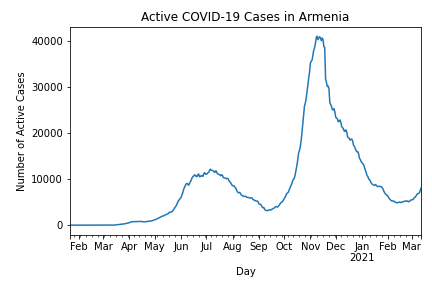 Active COVID-19 Cases in Armenia
Number of Active Cases
40000
30000
20000
10000
0
Feb Mar Apr May Jun Jul Aug Sep Oct Nov Dec Jan Feb Mar
2021
Day